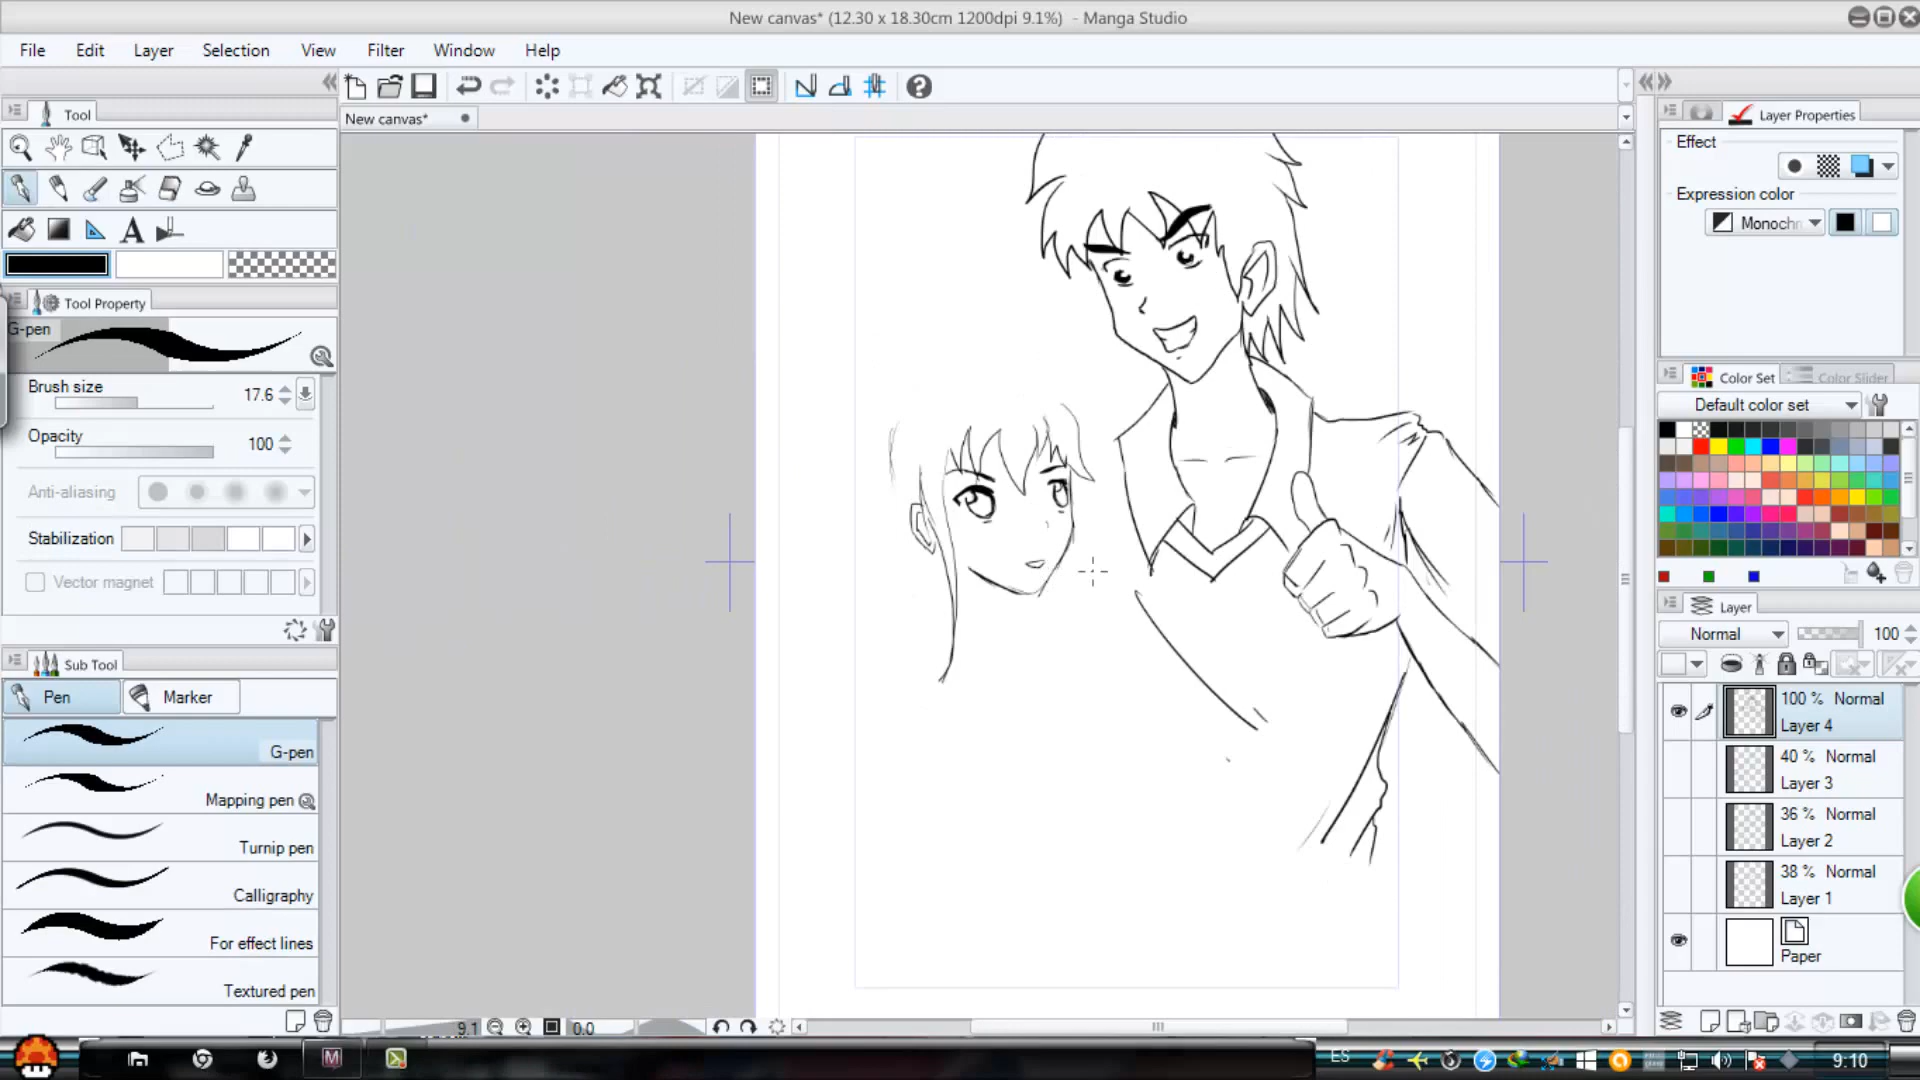 New canvas* (12.30 x 18.30cm 1200dpi 9.1%) - Manga Studio
File Edit Layer Selection View Filter Window Help
Tool
New canvas*
Layer Properties
Effect
Expression color
Monochr
Tool Property
G-pen
Brush size 17.6
Opacity 100
Anti-aliasing
Stabilization
Vector magnet
Color Set Color Slider
Default color set
Sub Tool
Pen Marker
G-pen
Mapping pen
Turnip pen
Calligraphy
For effect lines
Textured pen
Layer
Normal 100
100 % Normal
Layer 4
40 % Normal
Layer 3
36 % Normal
Layer 2
38 % Normal
Layer 1
Paper
9.1 0.0
ES 9:10